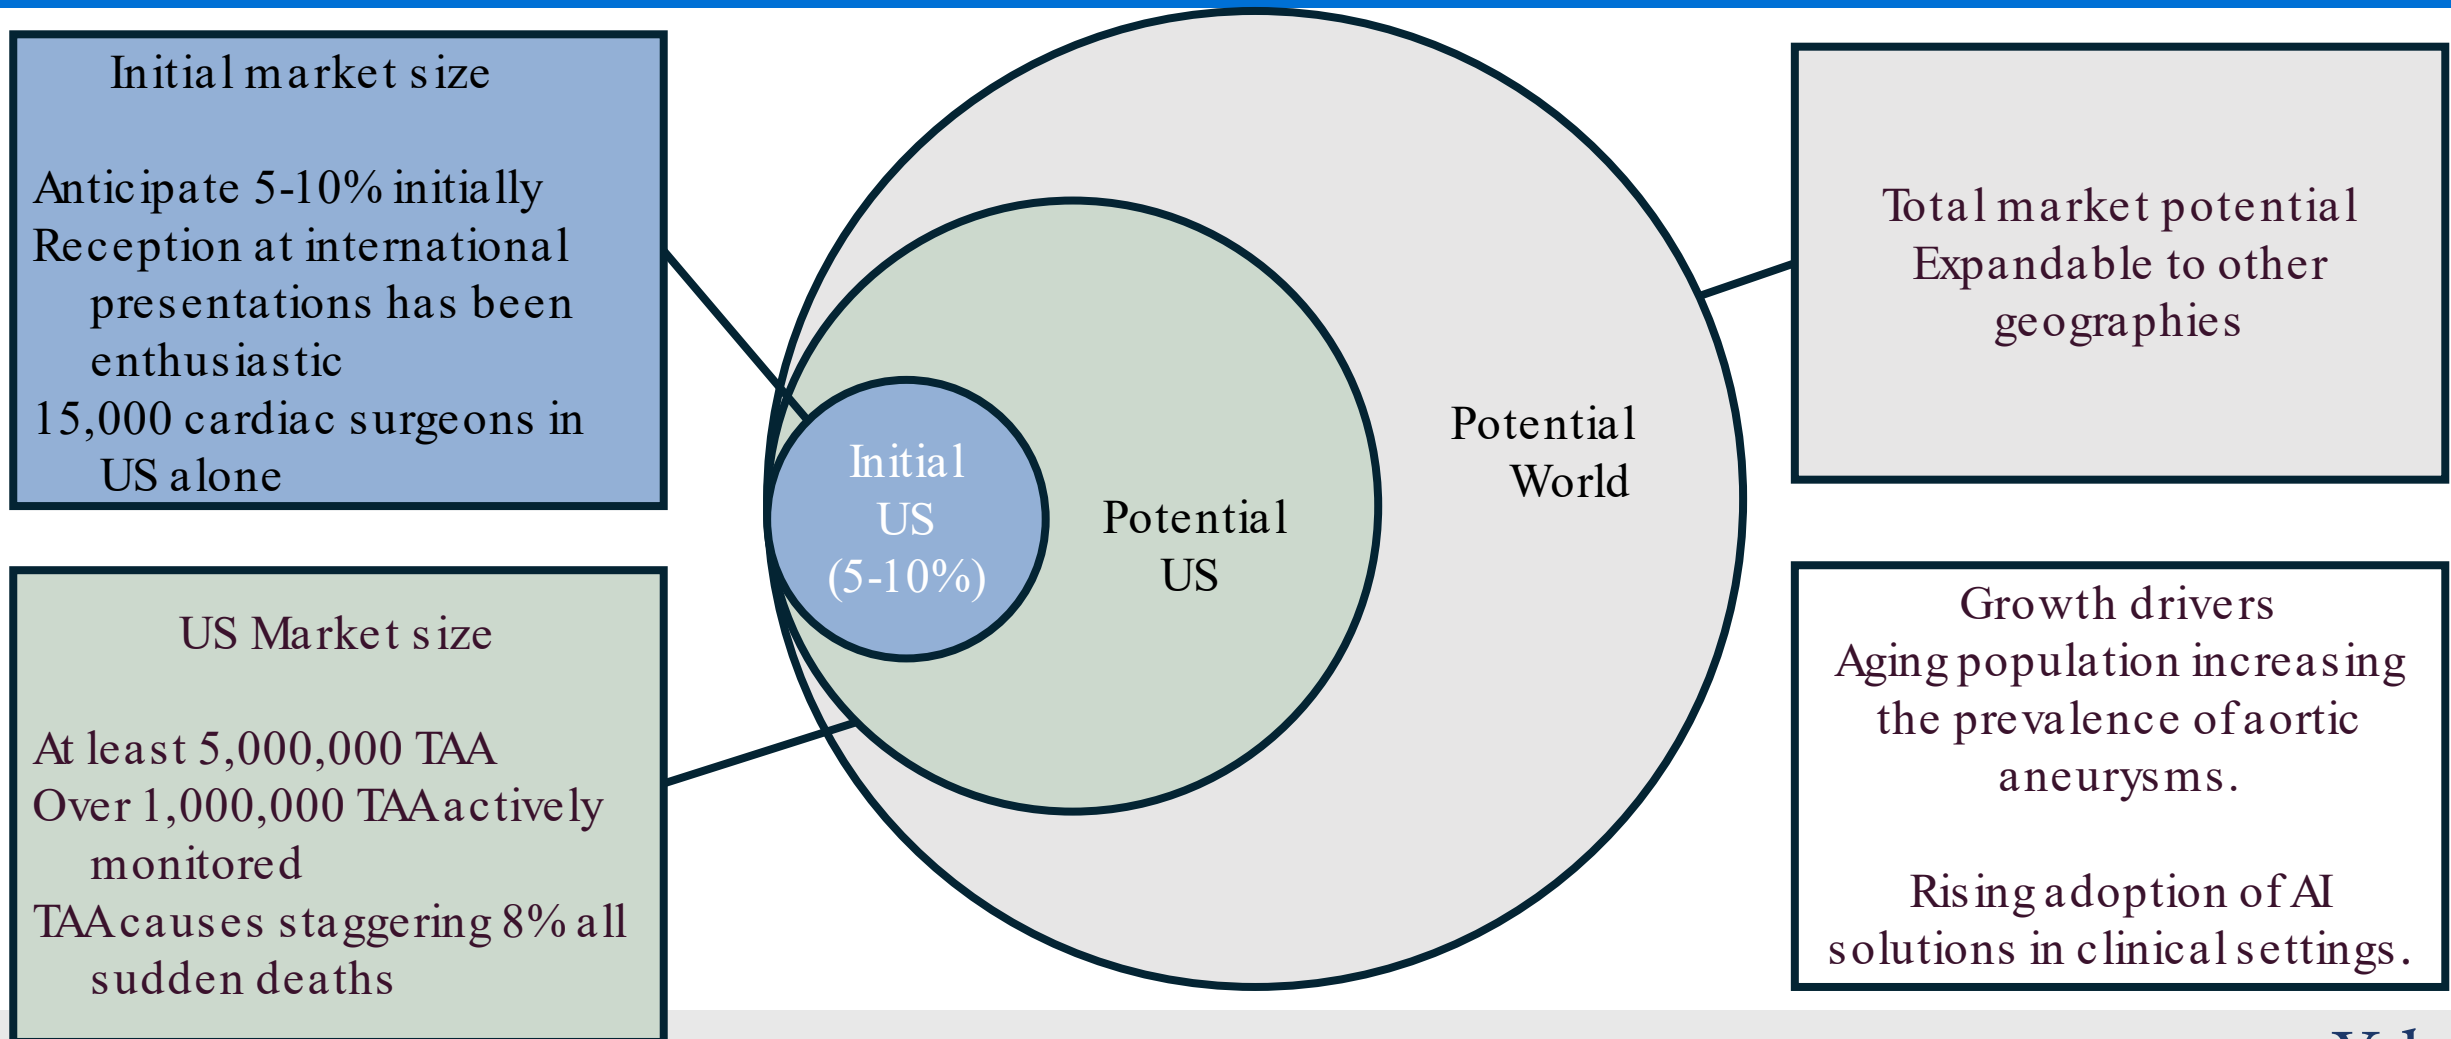 Initial market size
Anticipate 5-10% initially
Reception at international
presentations has been
enthusiastic
15,000 cardiac surgeons in
US alone
US Market size
At least 5,000,000 TAA
Over 1,000,000 TAA actively
monitored
TAA causes staggering 8% all
sudden deaths
Initial
US
(5-10%)
Potential
US
Potential
World
Total market potential
Expandable to other
geographies
Growth drivers
Aging population increasing
the prevalence of aortic
aneurysms.
Rising adoption of AI
solutions in clinical settings.